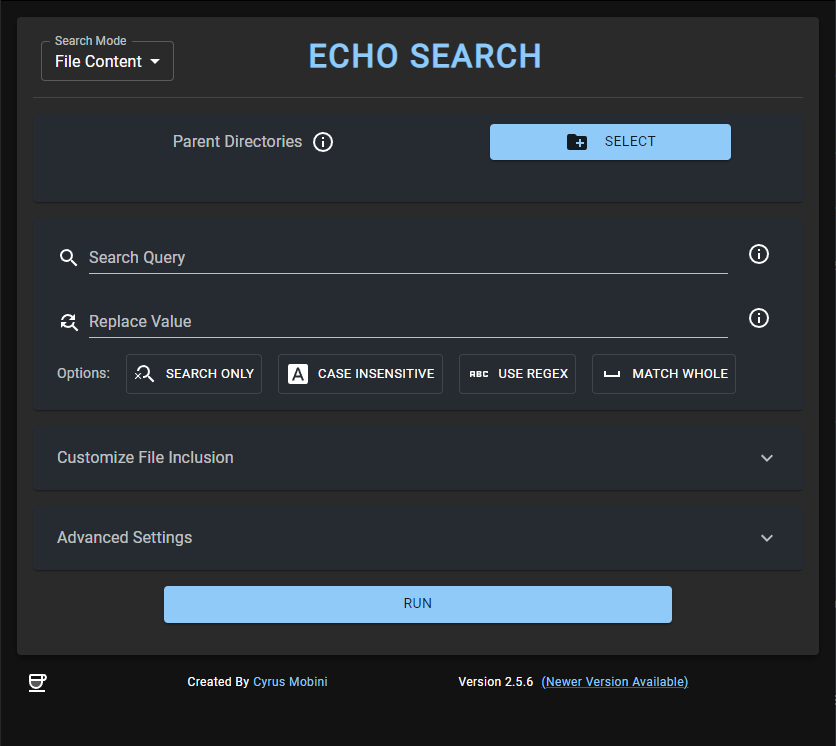 Search Mode
File Content
ECHO SEARCH
Parent Directories
SELECT
Search Query
Replace Value
Options: SEARCH ONLY A CASE INSENSITIVE ABC USE REGEX MATCH WHOLE
Customize File Inclusion
Advanced Settings
RUN
Created By Cyrus Mobini Version 2.5.6 (Newer Version Available)